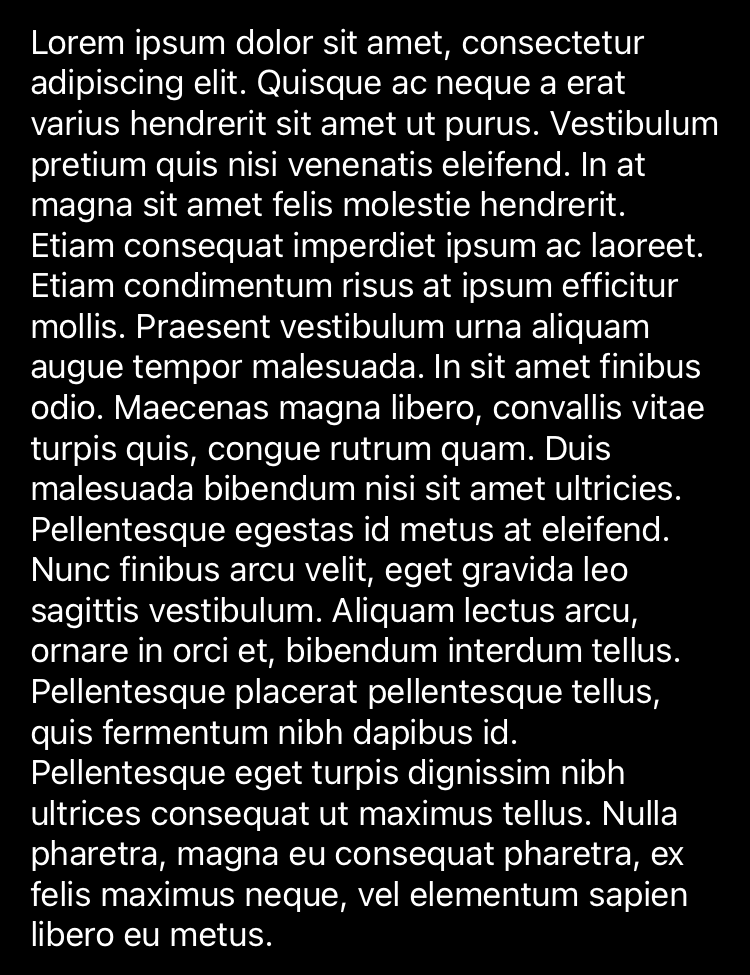 Lorem ipsum dolor sit amet, consectetur
adipiscing elit. Quisque ac neque a erat
varius hendrerit sit amet ut purus. Vestibulum
pretium quis nisi venenatis eleifend. In at
magna sit amet felis molestie hendrerit.
Etiam consequat imperdiet ipsum ac laoreet.
Etiam condimentum risus at ipsum efficitur
mollis. Praesent vestibulum urna aliquam
augue tempor malesuada. In sit amet finibus
odio. Maecenas magna libero, convallis vitae
turpis quis, congue rutrum quam. Duis
malesuada bibendum nisi sit amet ultricies.
Pellentesque egestas id metus at eleifend.
Nunc finibus arcu velit, eget gravida leo
sagittis vestibulum. Aliquam lectus arcu,
ornare in orci et, bibendum interdum tellus.
Pellentesque placerat pellentesque tellus,
quis fermentum nibh dapibus id.
Pellentesque eget turpis dignissim nibh
ultrices consequat ut maximus tellus. Nulla
pharetra, magna eu consequat pharetra, ex
felis maximus neque, vel elementum sapien
libero eu metus.